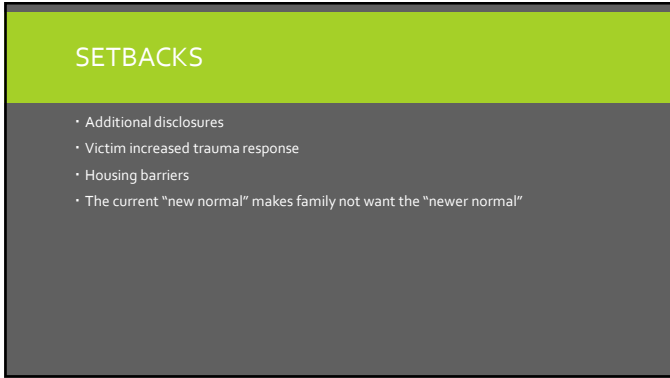 SETBACKS
▪ Additional disclosures
▪ Victim increased trauma response
▪ Housing barriers
▪ The current “new normal” makes family not want the “newer normal”